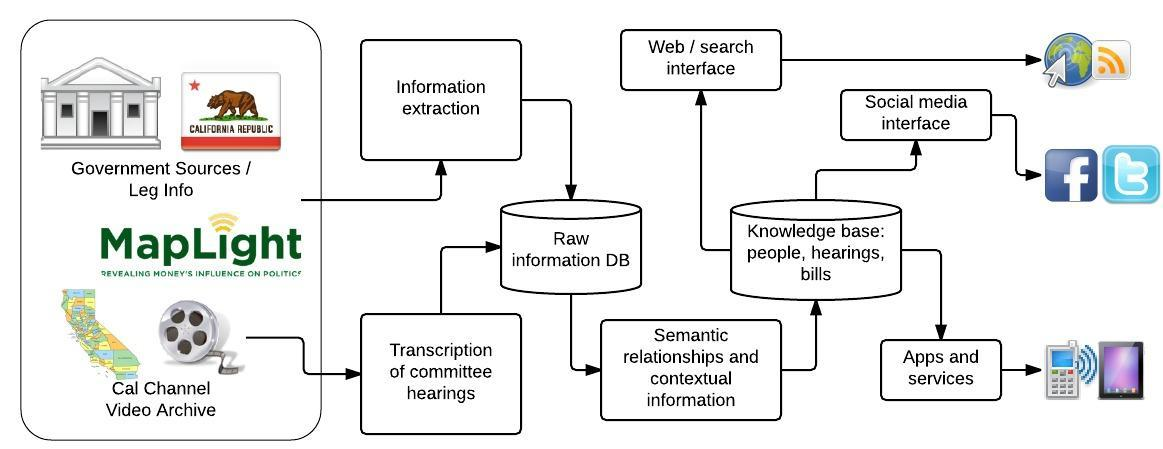 CALIFORNIA REPUBLIC
Government Sources /
Leg Info
MapLight
REVEALING MONEY'S INFLUENCE ON POLITICS
Cal Channel
Video Archive
Information
extraction
Transcription
of committee
hearings
Raw
information DB
Semantic
relationships and
contextual
information
Knowledge base:
people, hearings,
bills
Web / search
interface
Social media
interface
Apps and
services
f
t